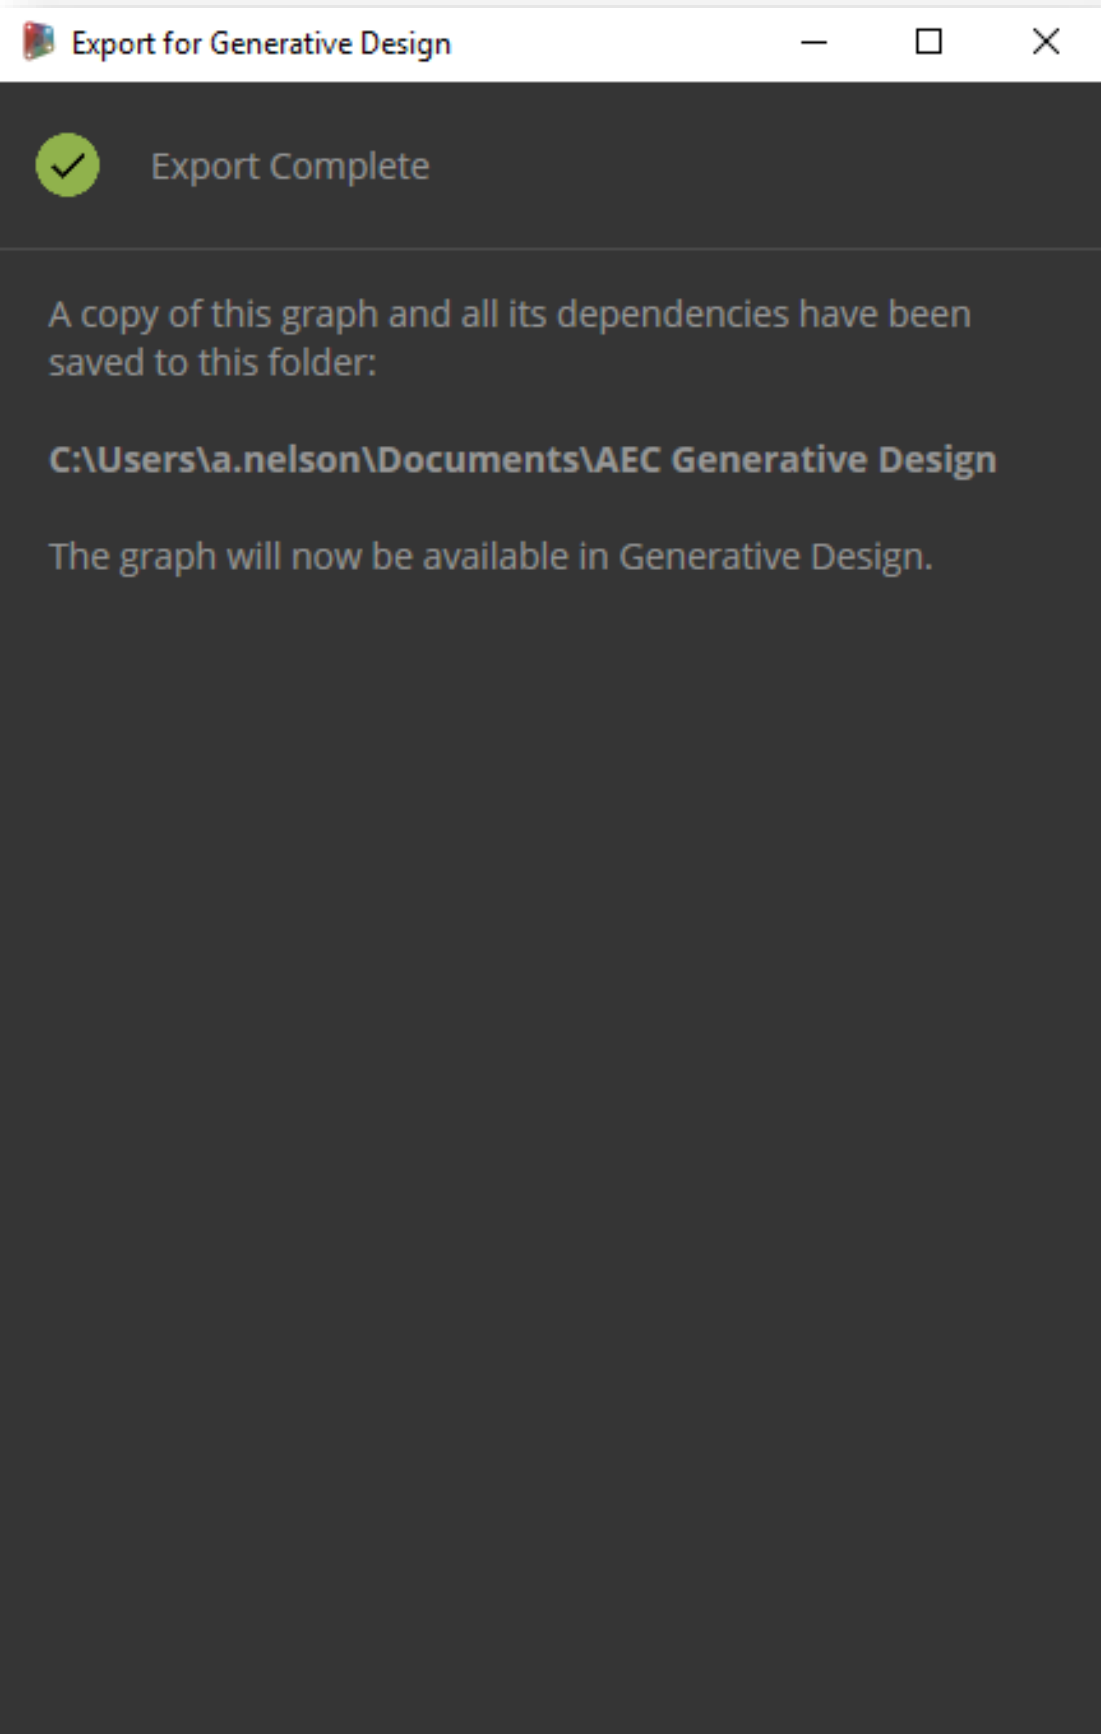 Export for Generative Design
Export Complete
A copy of this graph and all its dependencies have been
saved to this folder:
C:\Users\a.nelson\Documents\AEC Generative Design
The graph will now be available in Generative Design.